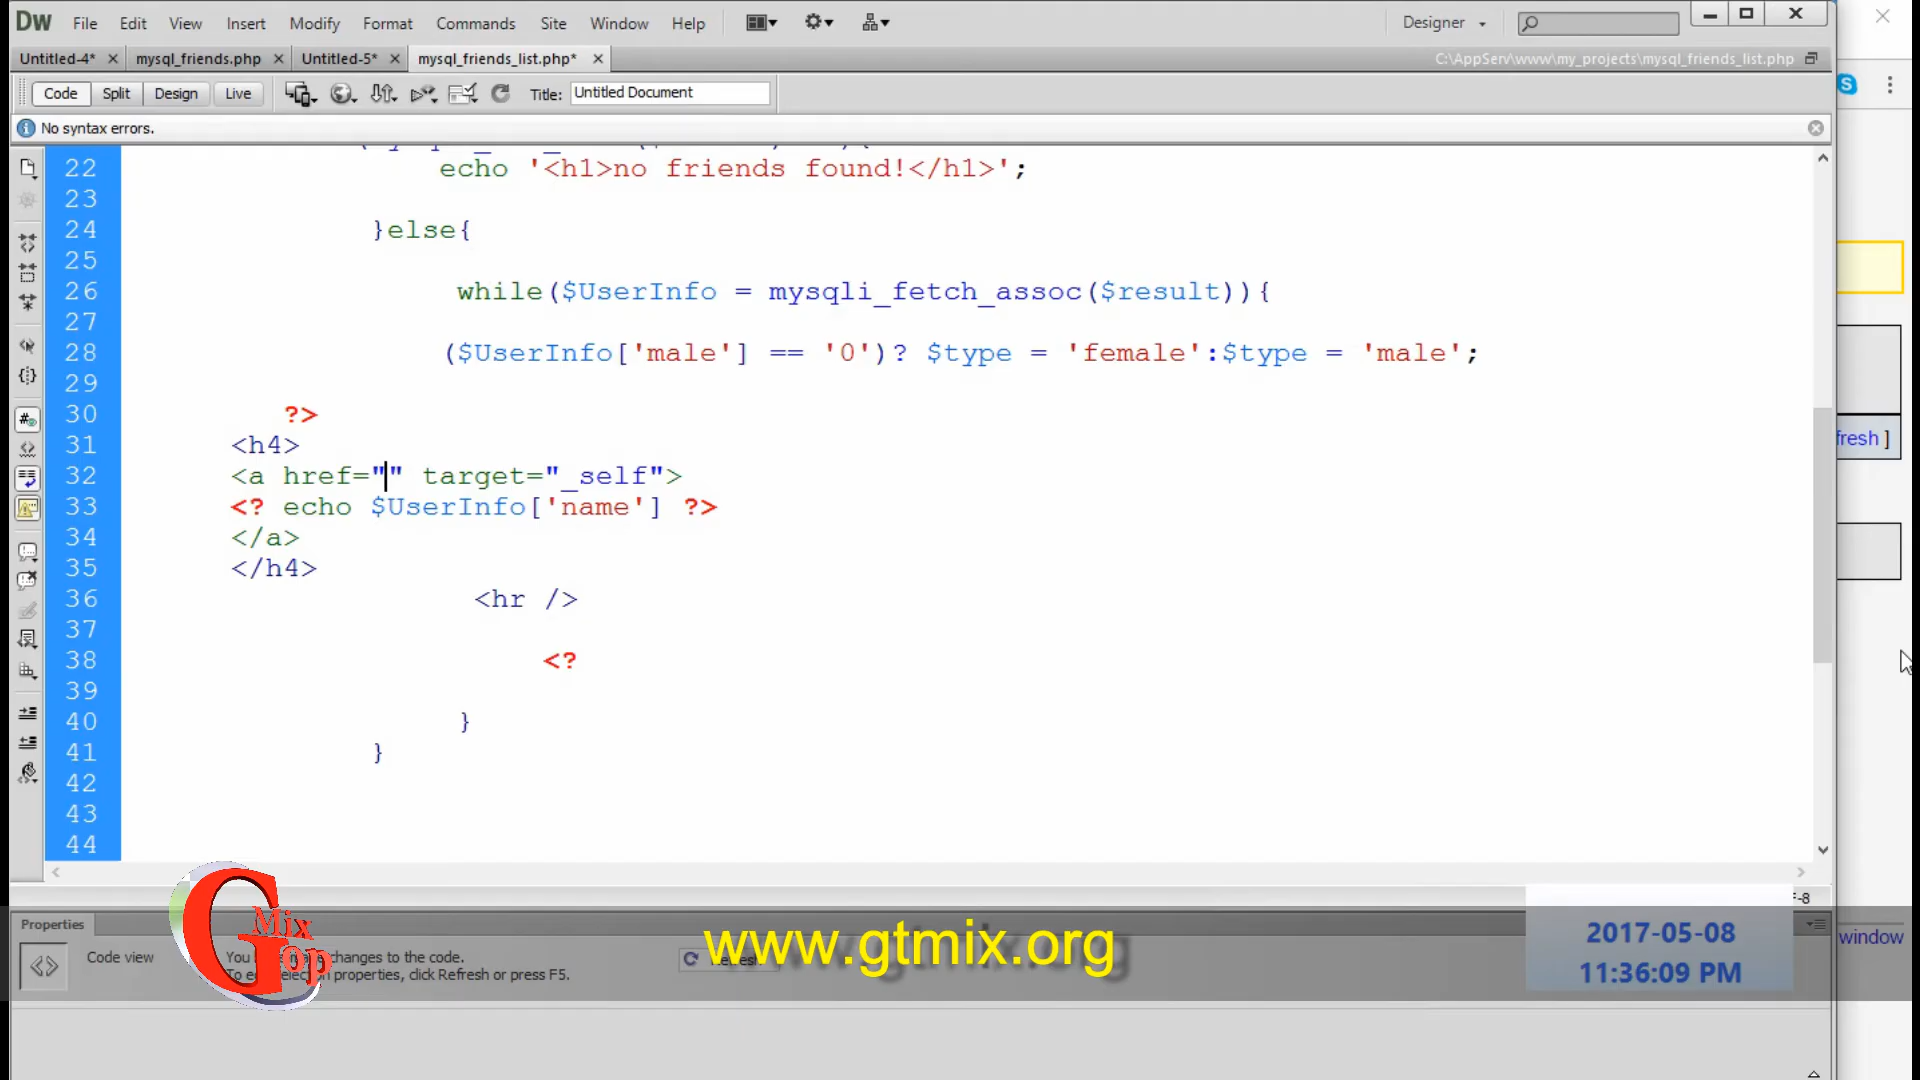 Dw File Edit View Insert Modify Format Commands Site Window Help Designer
Untitled-4* mysql_friends.php Untitled-5* mysql_friends_list.php* C:\AppServ\www\my_projects\mysql_friends_list.php
Code Split Design Live Title: Untitled Document
No syntax errors.
22 echo '<h1>no friends found!</h1>';
23
24 }else{
25
26 while($UserInfo = mysqli_fetch_assoc($result)){
27
28 ($UserInfo['male'] == '0')? $type = 'female':$type = 'male';
29
30 ?>
31 <h4>
32 <a href="" target="_self">
33 <? echo $UserInfo['name'] ?>
34 </a>
35 </h4>
36 <hr />
37
38 <?
39
40 }
41 }
42
43
44
fresh ]
window
Properties
Code view
changes to the code.
properties, click Refresh or press F5.
G Mix Top
www.gtmix.org
2017-05-08
11:36:09 PM